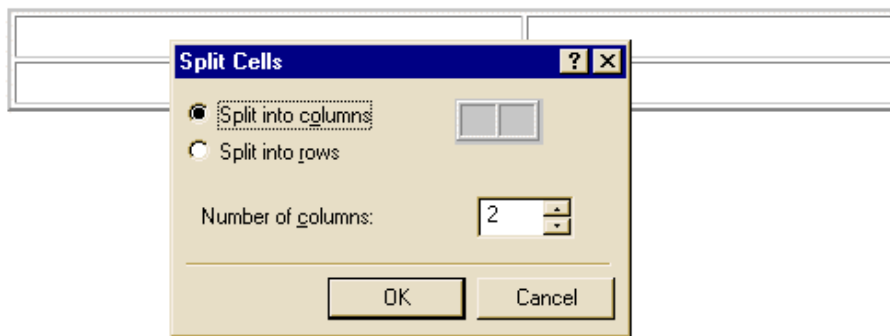 Split Cells
Split into columns
Split into rows
Number of columns: 2
OK Cancel